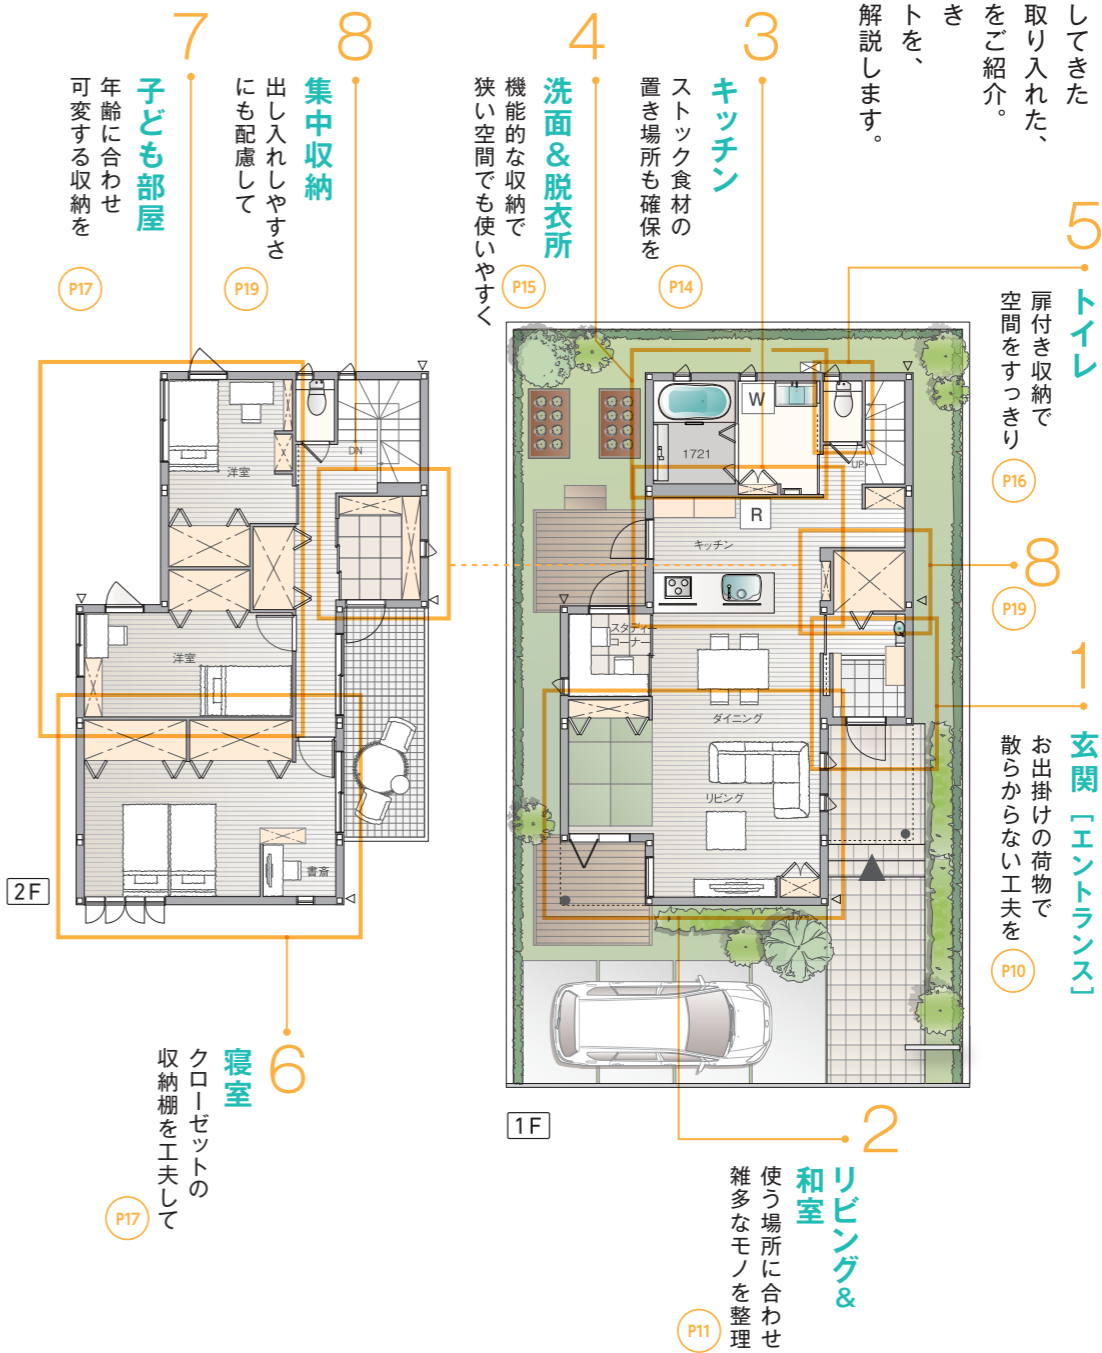 してきた
取り入れた、
をご紹介。
き
トを、
解説します。
5
トイレ
扉付き収納で
空間をすっきり
P16
3
キッチン
ストック食材の
置き場所も確保を
P14
4
洗面&脱衣所
機能的な収納で
狭い空間でも使いやすく
P15
8
集中収納
出し入れしやすさ
にも配慮して
P19
7
子ども部屋
年齢に合わせ
可変する収納を
P17
8
P19
1
玄関［エントランス］
お出掛けの荷物で
散らからない工夫を
P10
W
1721
UP
R
キッチン
スタディー
コーナー
ダイニング
リビング
1F
2
リビング&
和室
使う場所に合わせ
雑多なモノを整理
P11
洋室
DN
洋室
書斎
2F
6
寝室
クローゼットの
収納棚を工夫して
P17